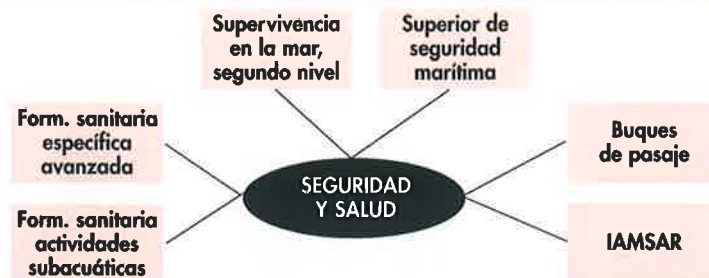 Supervivencia
en la mar,
segundo nivel
Superior de
seguridad
marítima
Form. sanitaria
específica
avanzada
Buques
de pasaje
SEGURIDAD
Y SALUD
Form. sanitaria
actividades
subacuáticas
IAMSAR